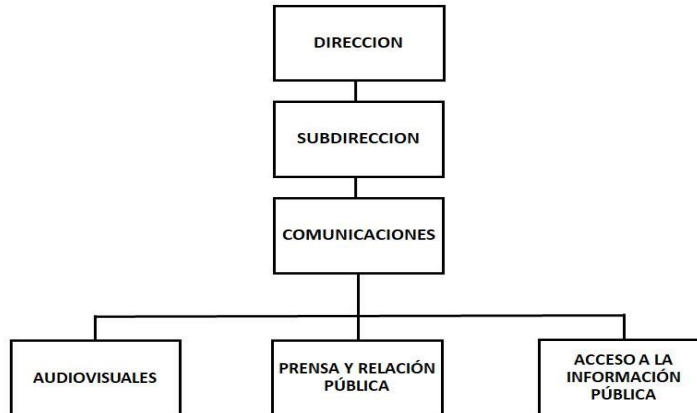 DIRECCION
SUBDIRECCION
COMUNICACIONES
AUDIOVISUALES
PRENSA Y RELACIÓN
PÚBLICA
ACCESO A LA
INFORMACIÓN
PÚBLICA